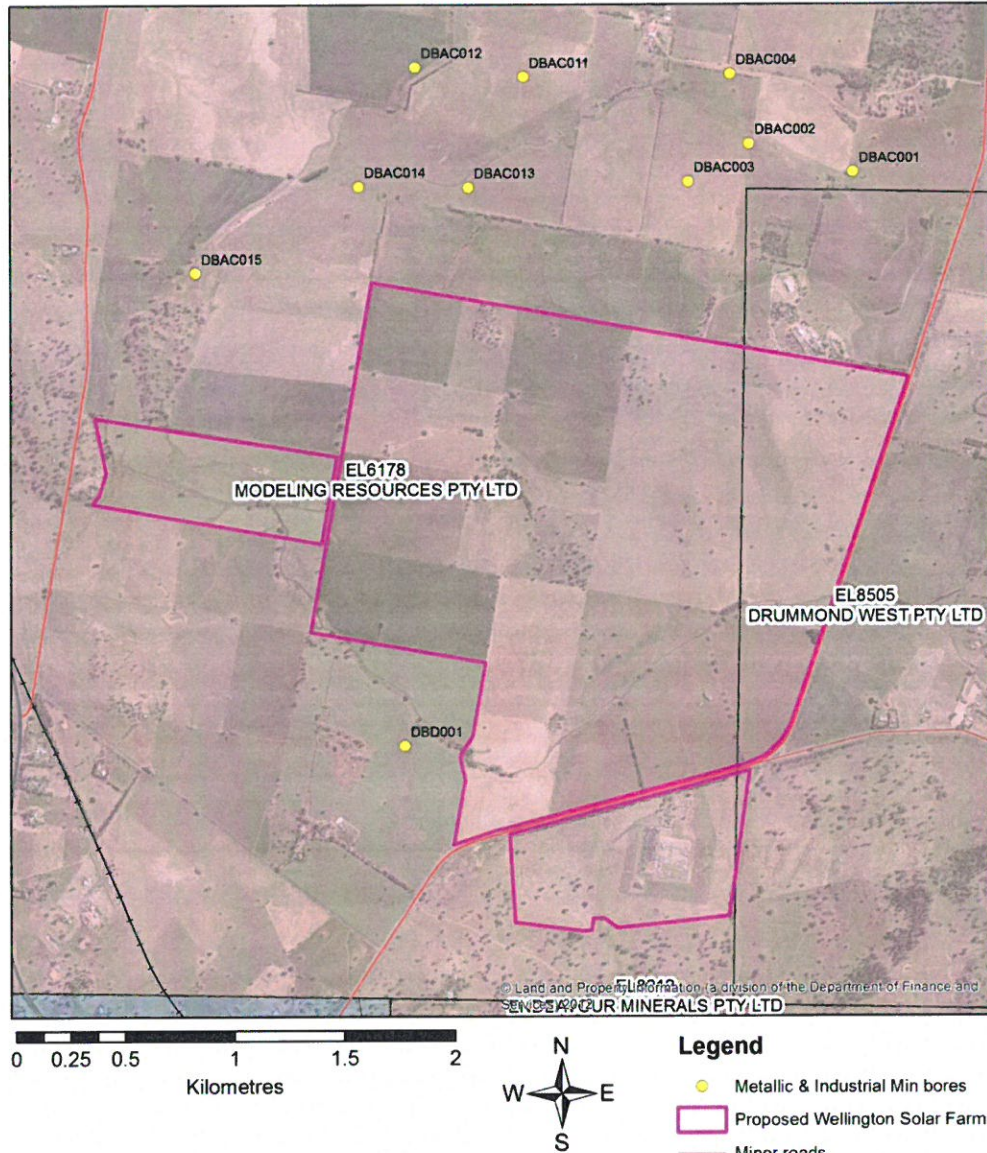 DBAC012
DBAC011
DBAC004
DBAC002
DBAC001
DBAC003
DBAC014
DBAC013
DBAC015
EL6178
MODELING RESOURCES PTY LTD
EL8505
DRUMMOND WEST PTY LTD
DBD001
© Land and Property Information (a division of the Department of Finance and
ENDEAVOUR MINERALS PTY LTD
0 0.25 0.5 1 1.5 2
Kilometres
N
W E
S
Legend
Metallic & Industrial Min bores
Proposed Wellington Solar Farm
Minor roads